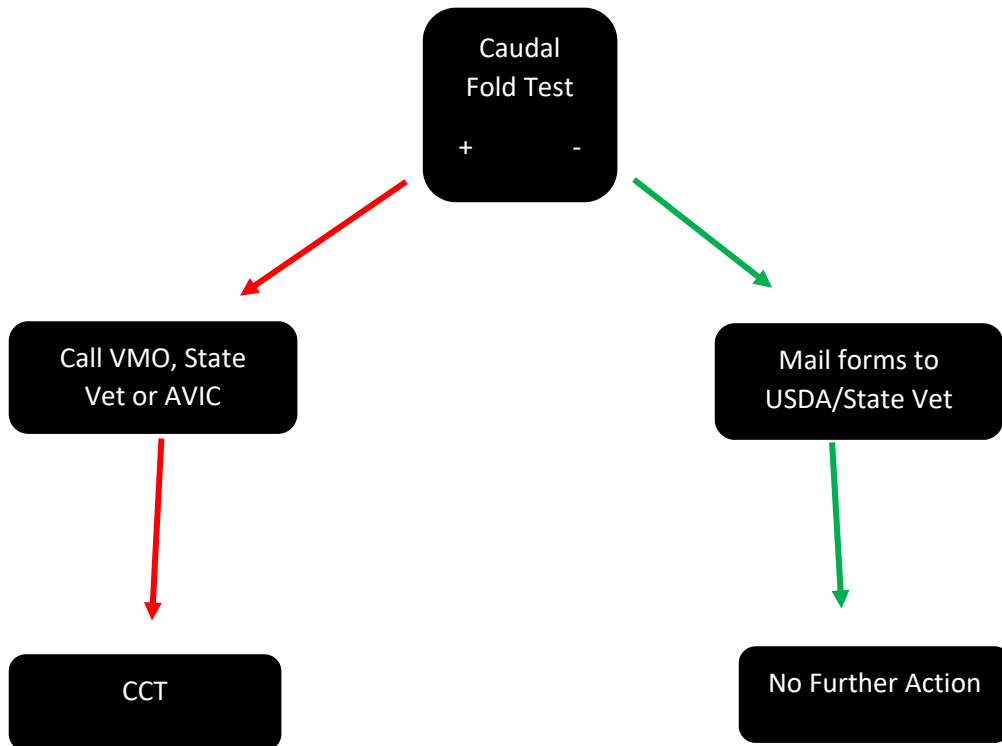 Caudal
Fold Test
+ -
Call VMO, State
Vet or AVIC
Mail forms to
USDA/State Vet
CCT
No Further Action